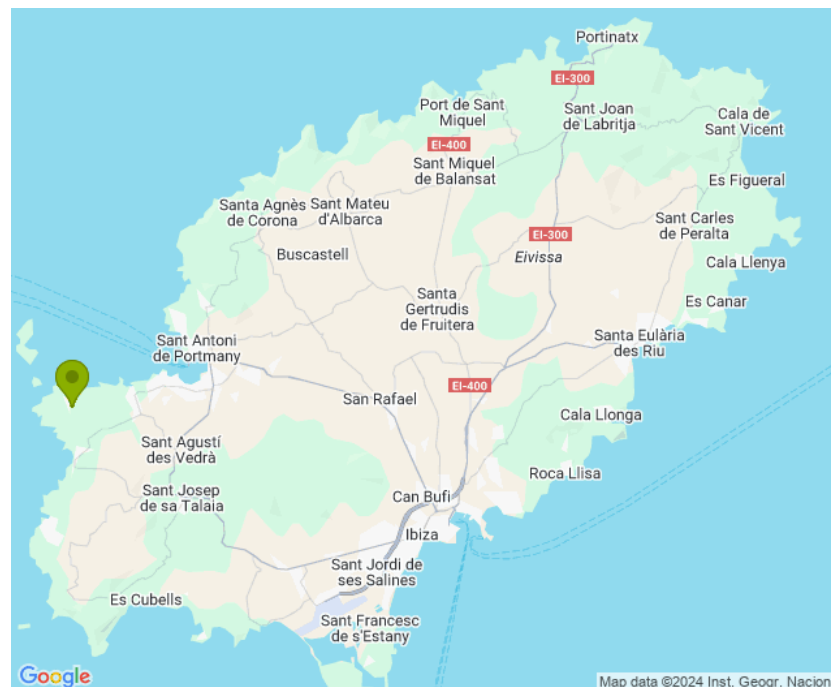 Portinatx
EI-300
Port de Sant
Miquel
Sant Joan
de Labritja
Cala de
Sant Vicent
EI-400
Sant Miquel
de Balansat
Es Figueral
Santa Agnès
de Corona
Sant Mateu
d'Albarca
Sant Carles
de Peralta
EI-300
Buscastell
Eivissa
Cala Llenya
Santa
Gertrudis
de Fruitera
Es Canar
Sant Antoni
de Portmany
Santa Eulària
des Riu
EI-400
San Rafael
Cala Llonga
Sant Agustí
des Vedrà
Roca Llisa
Sant Josep
de sa Talaia
Can Bufi
Ibiza
Sant Jordi de
ses Salines
Es Cubells
Sant Francesc
de s'Estany
Google
Map data ©2024 Inst. Geogr. Nacion